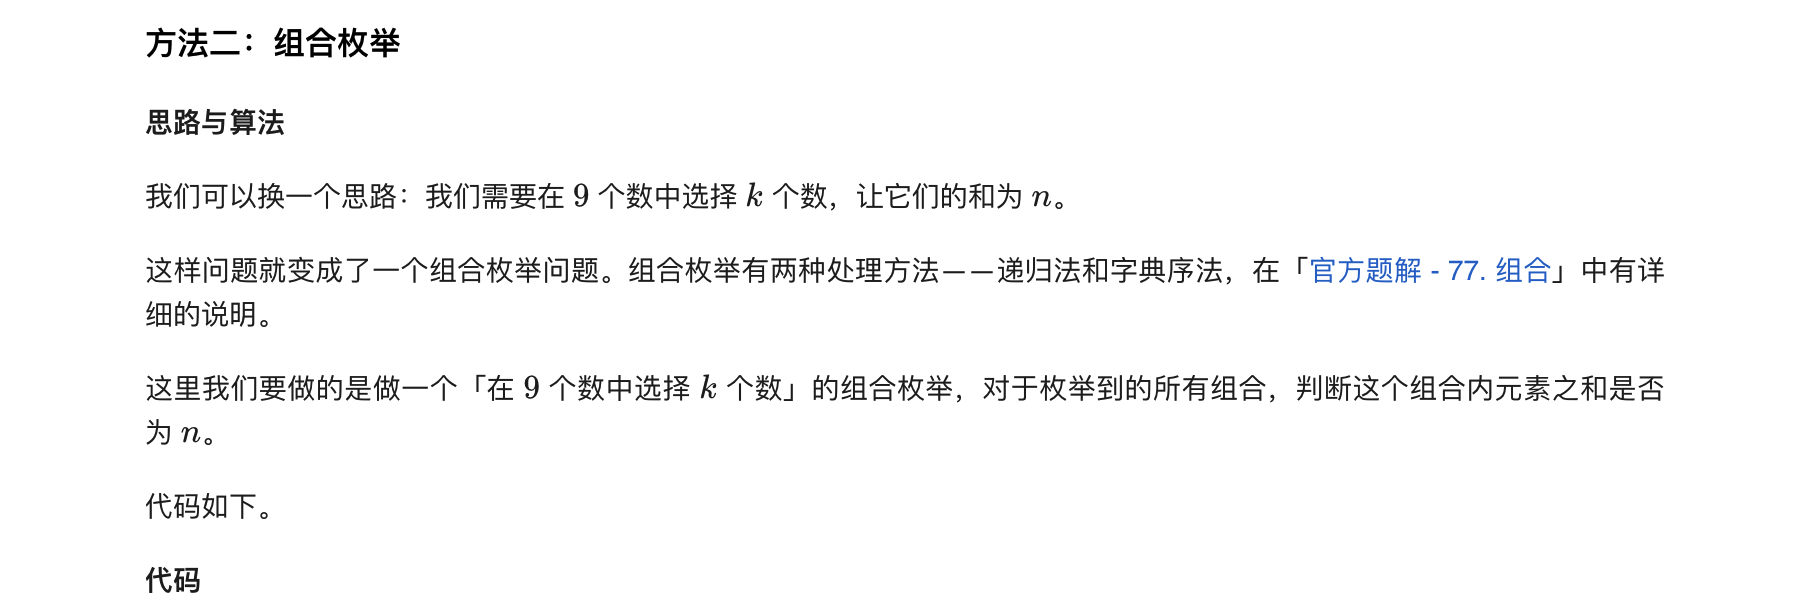 方法二：组合枚举
思路与算法
我们可以换一个思路：我们需要在 9 个数中选择 k 个数，让它们的和为 n。
这样问题就变成了一个组合枚举问题。组合枚举有两种处理方法——递归法和字典序法，在「官方题解 - 77. 组合」中有详
细的说明。
这里我们要做的是做一个「在 9 个数中选择 k 个数」的组合枚举，对于枚举到的所有组合，判断这个组合内元素之和是否
为 n。
代码如下。
代码